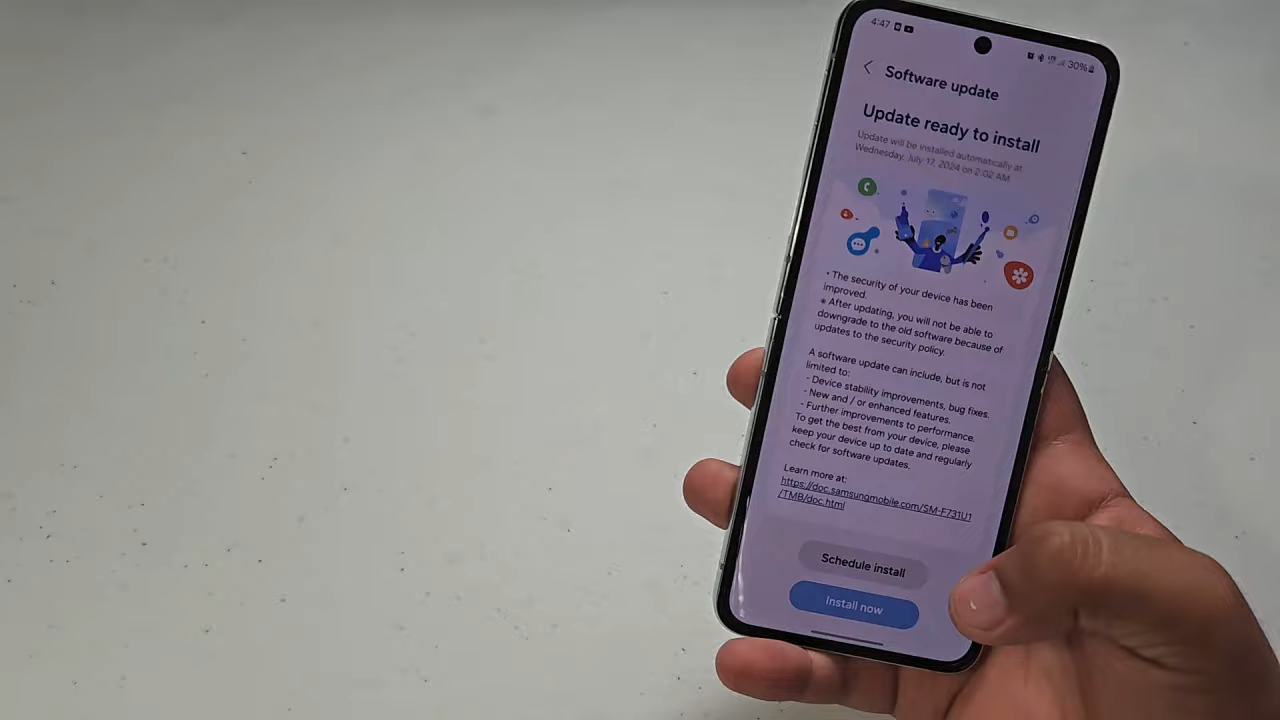 4:47
30%
Software update
Update ready to install
Update will be installed automatically at
Wednesday, July 17, 2024 on 2:02 AM.
• The security of your device has been
improved.
※ After updating, you will not be able to
downgrade to the old software because of
updates to the security policy.
A software update can include, but is not
limited to:
- Device stability improvements, bug fixes.
- New and / or enhanced features.
- Further improvements to performance.
To get the best from your device, please
keep your device up to date and regularly
check for software updates.
Learn more at:
https://doc.samsungmobile.com/SM-F731U1
/TMB/doc.html
Schedule install
Install now